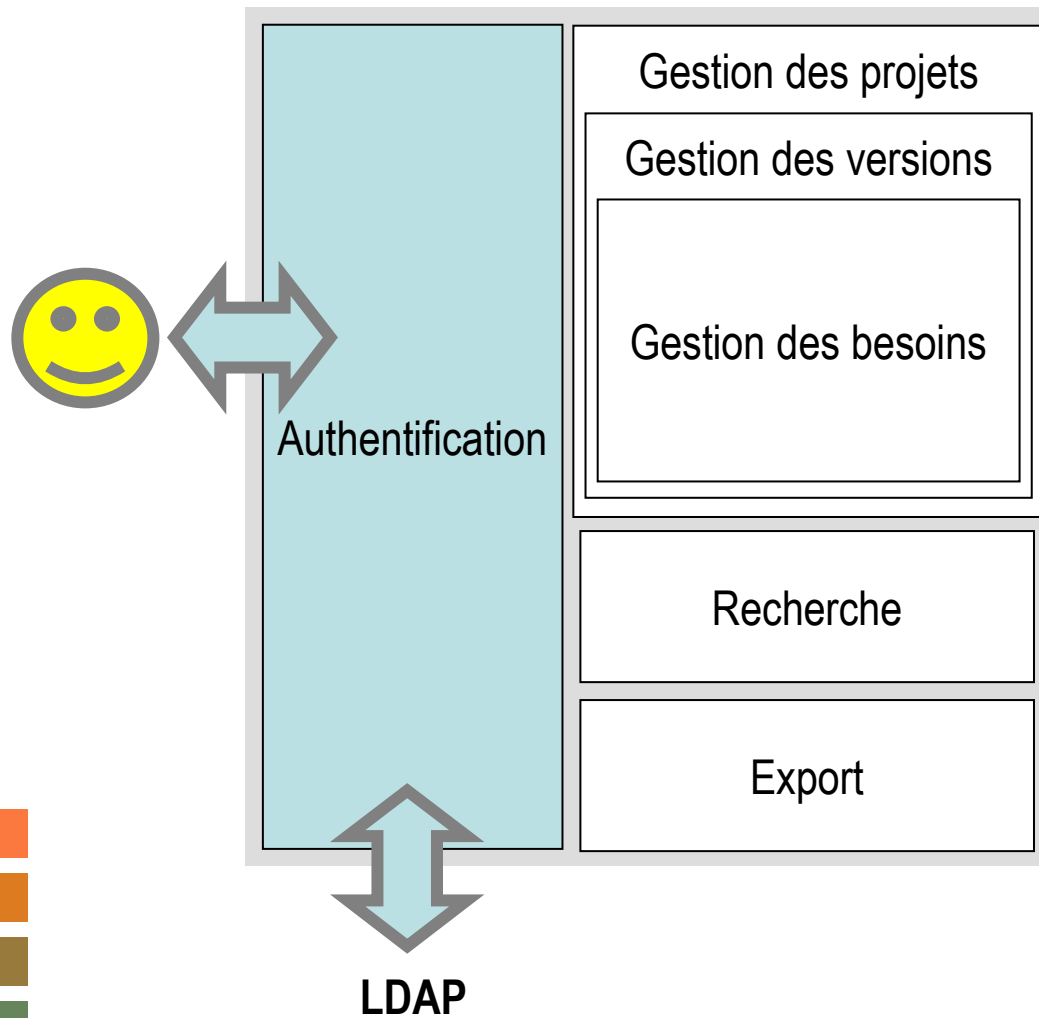 Gestion des projets
Gestion des versions
Gestion des besoins
Authentification
Recherche
Export
LDAP